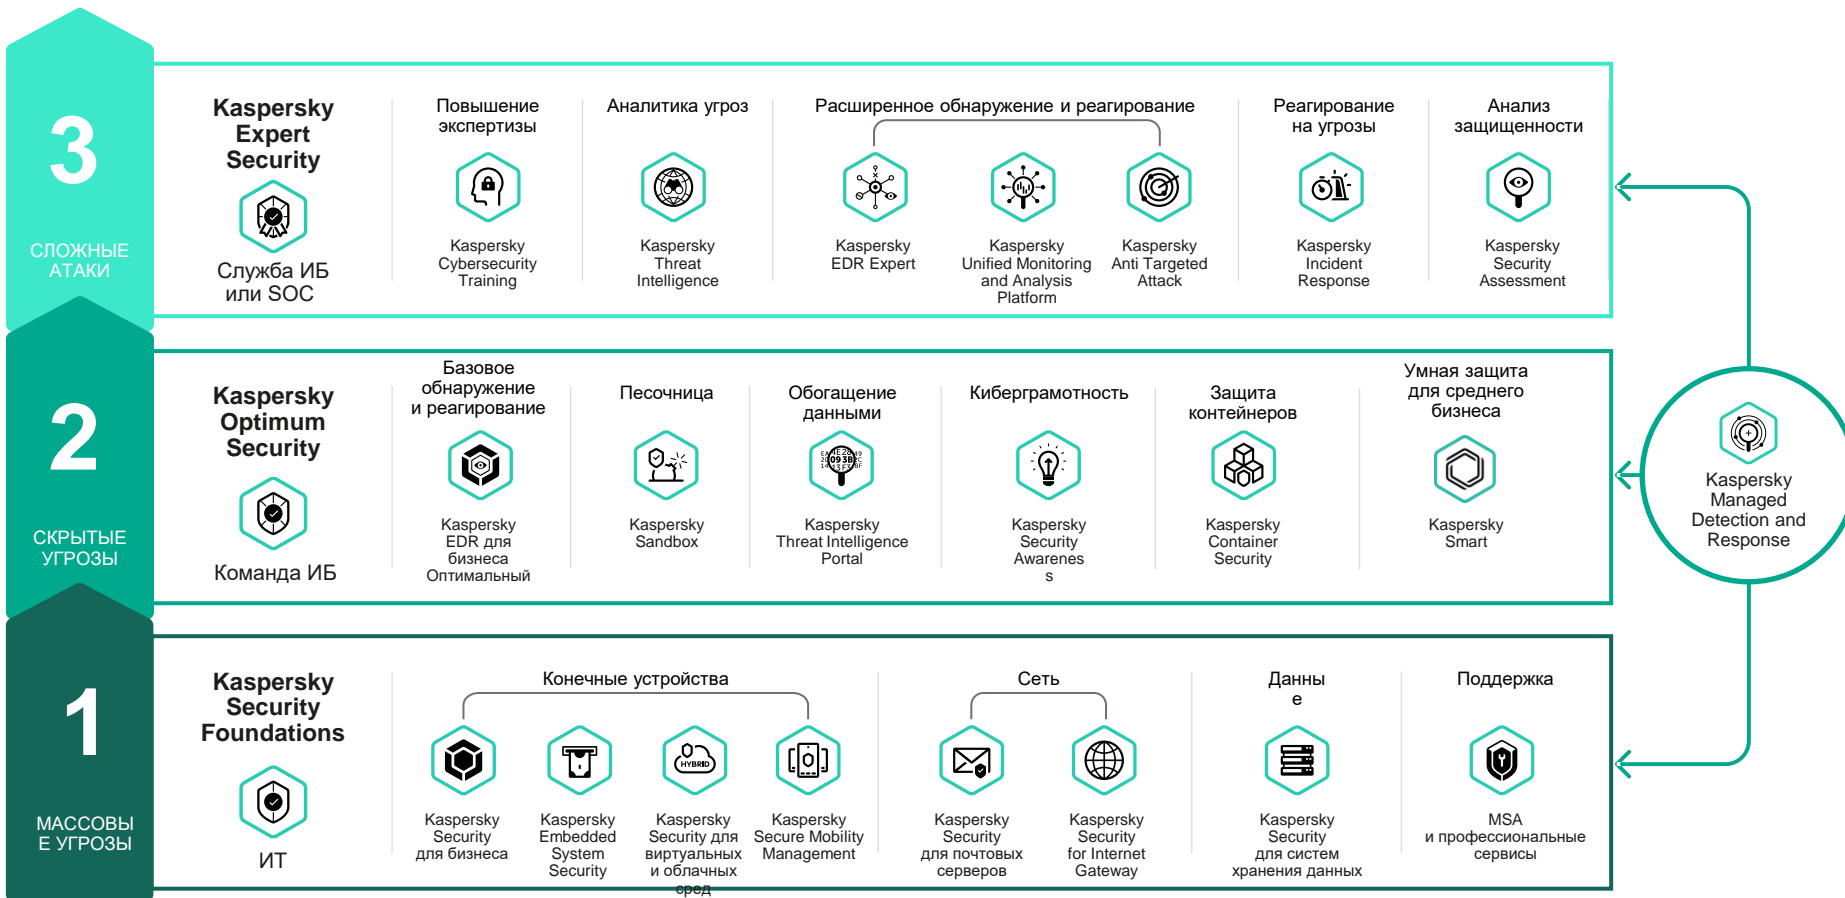 3
СЛОЖНЫЕ
АТАКИ
Kaspersky
Expert
Security
Служба ИБ
или SOC
Повышение
экспертизы
Kaspersky
Cybersecurity
Training
Аналитика угроз
Kaspersky
Threat
Intelligence
Расширенное обнаружение и реагирование
Kaspersky
EDR Expert
Kaspersky
Unified Monitoring
and Analysis
Platform
Kaspersky
Anti Targeted
Attack
Реагирование
на угрозы
Kaspersky
Incident
Response
Анализ
защищенности
Kaspersky
Security
Assessment
2
СКРЫТЫЕ
УГРОЗЫ
Kaspersky
Optimum
Security
Команда ИБ
Базовое
обнаружение
и реагирование
Kaspersky
EDR для
бизнеса
Оптимальный
Песочница
Kaspersky
Sandbox
Обогащение
данными
09 3B
Kaspersky
Threat Intelligence
Portal
Киберграмотность
Kaspersky
Security
Awarenes
s
Защита
контейнеров
Kaspersky
Container
Security
Умная защита
для среднего
бизнеса
Kaspersky
Smart
Kaspersky
Managed
Detection and
Response
1
МАССОВЫ
Е УГРОЗЫ
Kaspersky
Security
Foundations
ИТ
Конечные устройства
Kaspersky
Security
для бизнеса
Kaspersky
Embedded
System
Security
HYBRID
Kaspersky
Security для
виртуальных
и облачных
сред
Kaspersky
Secure Mobility
Management
Сеть
Kaspersky
Security
для почтовых
серверов
Kaspersky
Security
for Internet
Gateway
Данны
е
Kaspersky
Security
для систем
хранения данных
Поддержка
MSA
и профессиональные
сервисы